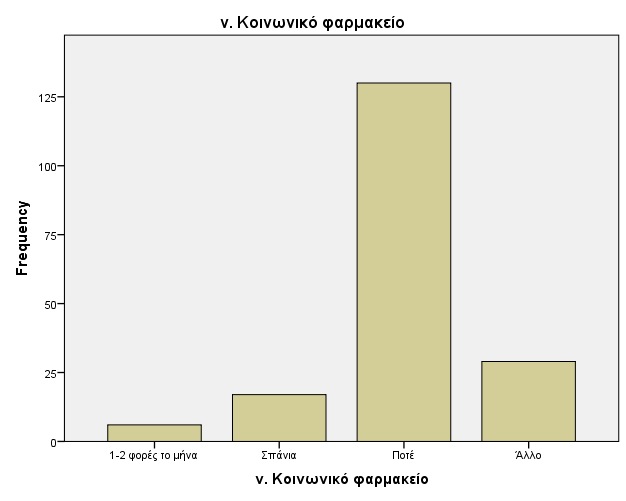 ν. Κοινωνικό φαρμακείο
Frequency
125
100
75
50
25
0
1-2 φορές το μήνα
Σπάνια
Ποτέ
Άλλο
ν. Κοινωνικό φαρμακείο